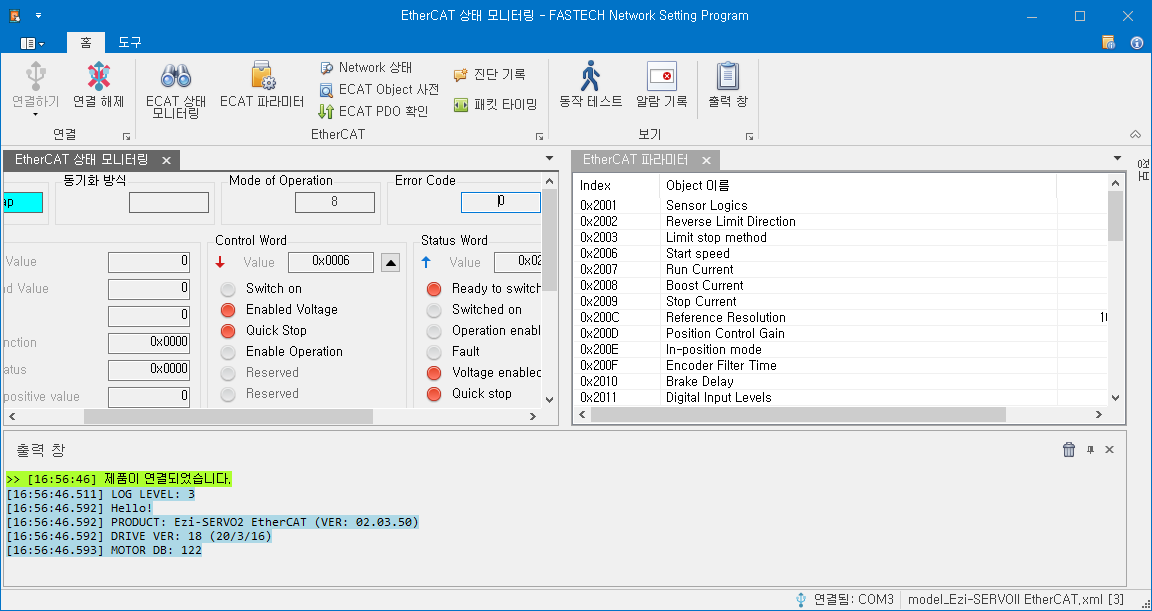 EtherCAT 상태 모니터링 - FASTECH Network Setting Program
홈 도구
연결하기 연결 해제
연결
ECAT 상태 모니터링
ECAT 파라미터
Network 상태
ECAT Object 사전
ECAT PDO 확인
진단 기록
패킷 타이밍
EtherCAT
동작 테스트 알람 기록 출력 창
보기
EtherCAT 상태 모니터링
동기화 방식 Mode of Operation Error Code
ap 8 0
Control Word Status Word
Value 0 Value 0x0006 Value 0x02
nd Value 0 Switch on Ready to switch
0 Enabled Voltage Switched on
nction 0x0000 Quick Stop Operation enabl
atus 0x0000 Enable Operation Fault
positive value 0 Reserved Voltage enabled
Reserved Quick stop
EtherCAT 파라미터
정보
Index Object 이름
0x2001 Sensor Logics
0x2002 Reverse Limit Direction
0x2003 Limit stop method
0x2006 Start speed
0x2007 Run Current
0x2008 Boost Current
0x2009 Stop Current
0x200C Reference Resolution 10
0x200D Position Control Gain
0x200E In-position mode
0x200F Encoder Filter Time
0x2010 Brake Delay
0x2011 Digital Input Levels
출력 창
>> [16:56:46] 제품이 연결되었습니다.
[16:56:46.511] LOG LEVEL: 3
[16:56:46.592] Hello!
[16:56:46.592] PRODUCT: Ezi-SERVO2 EtherCAT (VER: 02.03.50)
[16:56:46.592] DRIVE VER: 18 (20/3/16)
[16:56:46.593] MOTOR DB: 122
연결됨: COM3 model_Ezi-SERVOII EtherCAT.xml [3]